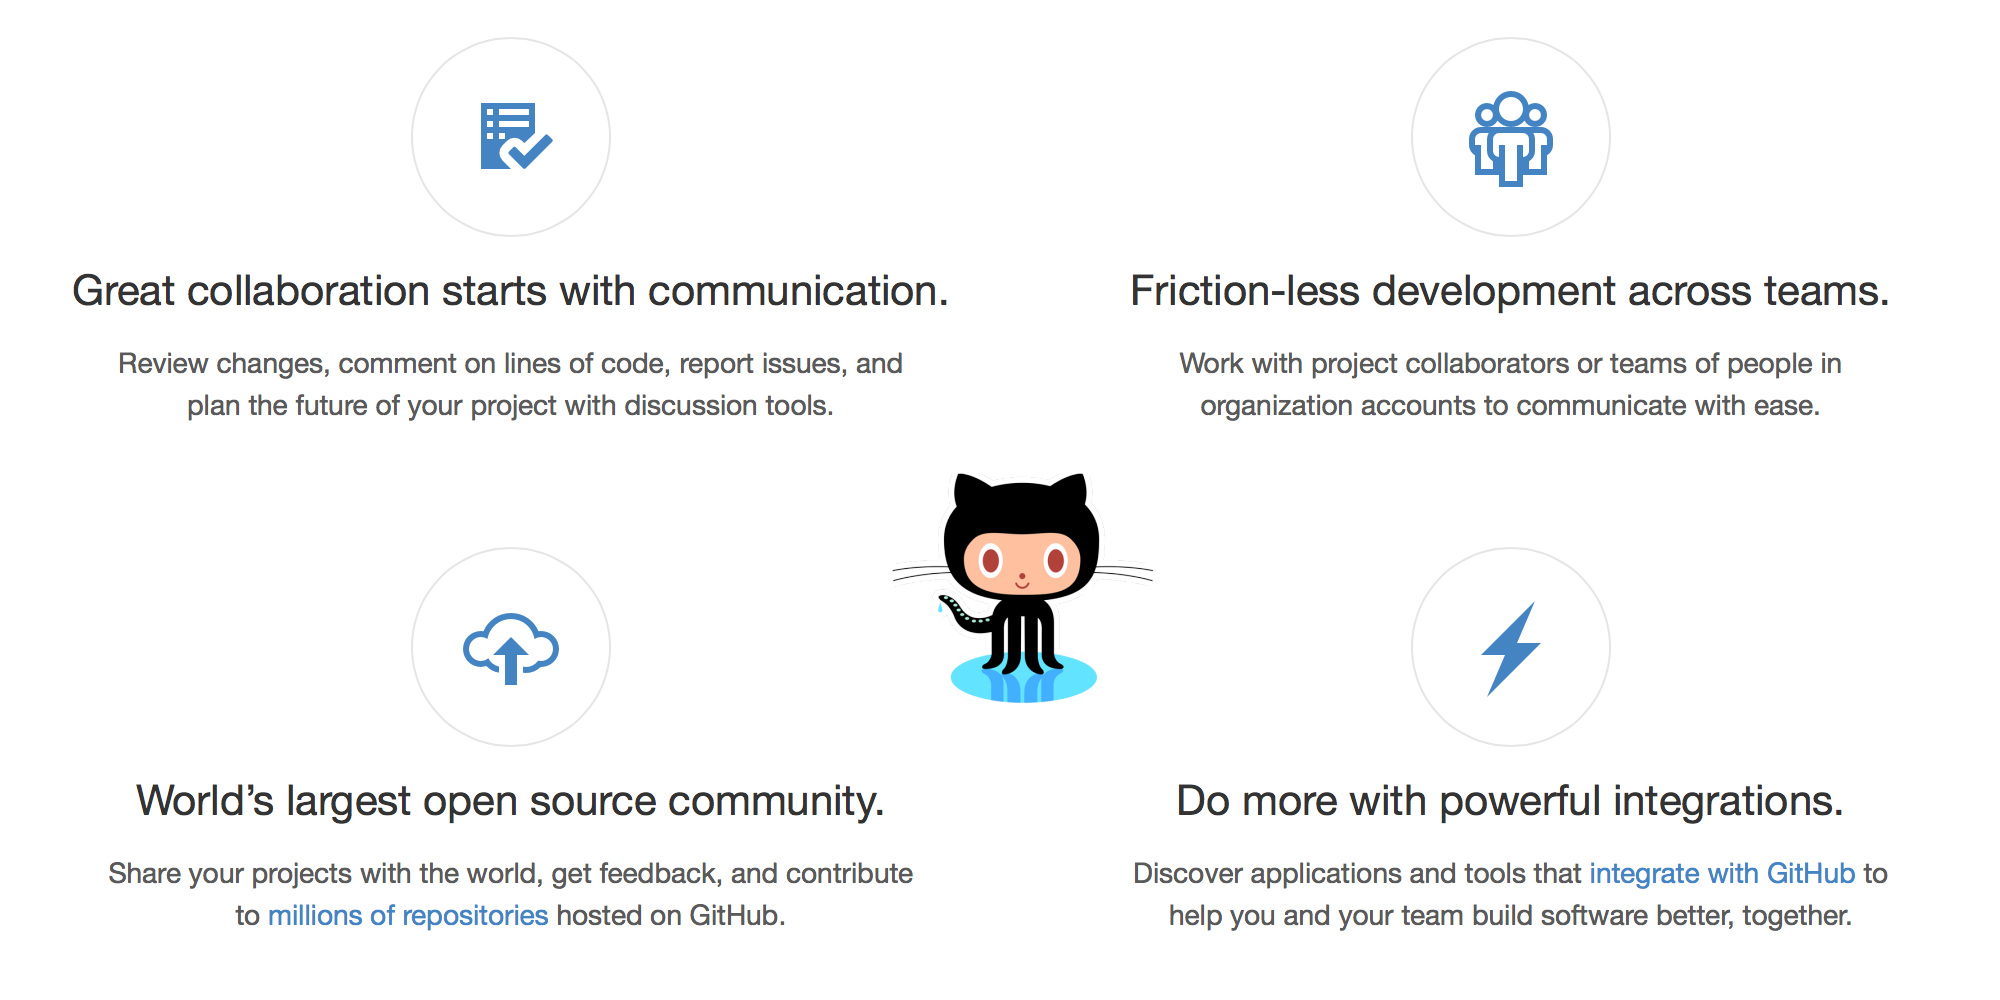 Great collaboration starts with communication.
Review changes, comment on lines of code, report issues, and
plan the future of your project with discussion tools.
Friction-less development across teams.
Work with project collaborators or teams of people in
organization accounts to communicate with ease.
World’s largest open source community.
Share your projects with the world, get feedback, and contribute
to millions of repositories hosted on GitHub.
Do more with powerful integrations.
Discover applications and tools that integrate with GitHub to
help you and your team build software better, together.